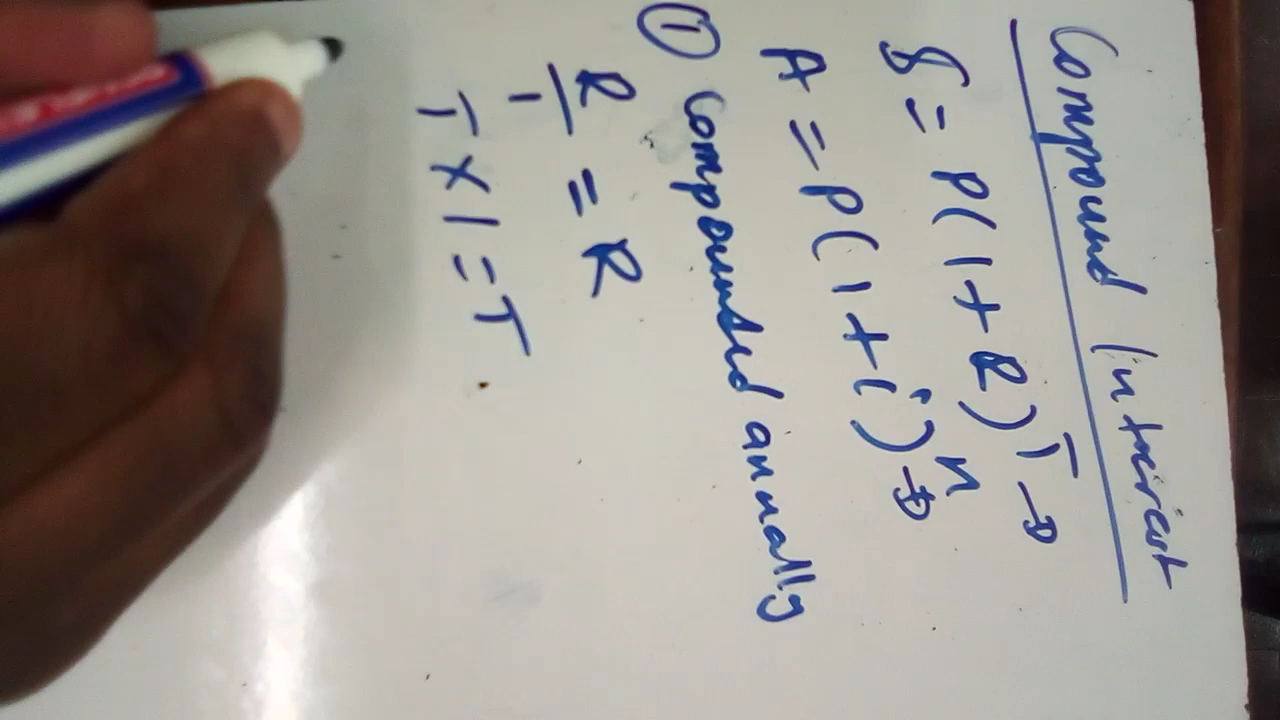 Compound Interest
S = P(1+R)^T →
A = P(1+i)^n →
① Compounded annually
R/1 = R
T × 1 = T